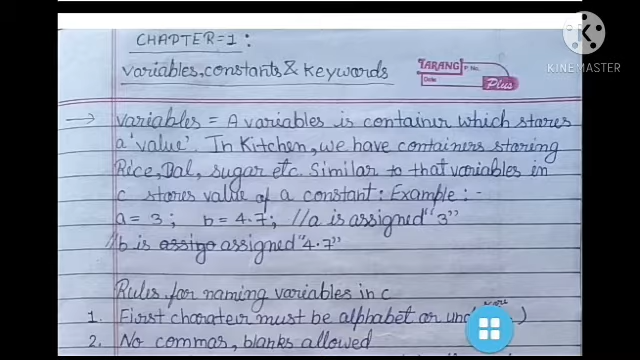 CHAPTER=1:
Variables, constants & Keywords
TARANG
P. No.
Date
Plus
KINEMASTER
→ Variables = A variables is container which stores
a 'value'. In Kitchen, we have containers storing
Rice, Dal, sugar etc. Similar to that variables in
c stores value of a constant: Example:-
a = 3; b = 4.7; //a is assigned "3"
//b is assigned "4.7"
Rules for naming variables in c
1. First charater must be alphabet or und
2. No commas, blanks allowed